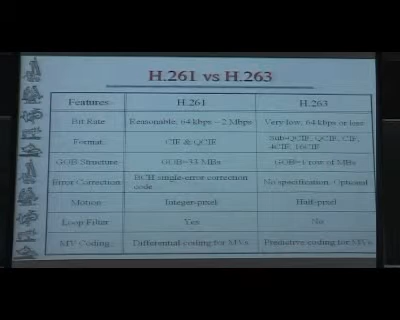 H.261 vs H.263
Features H.261 H.263
Bit Rate Reasonable, 64 kbps – 2 Mbps Very low, 64 kbps or less
Format CIF & QCIF Sub-QCIF, QCIF, CIF,
4CIF, 16CIF
GOB Structure GOB=33 MBs GOB=1 row of MBs
Error Correction BCH single-error correction
code No specification, Optional
Motion Integer-pixel Half-pixel
Loop Filter Yes No
MV Coding Differential coding for MVs Predictive coding for MVs